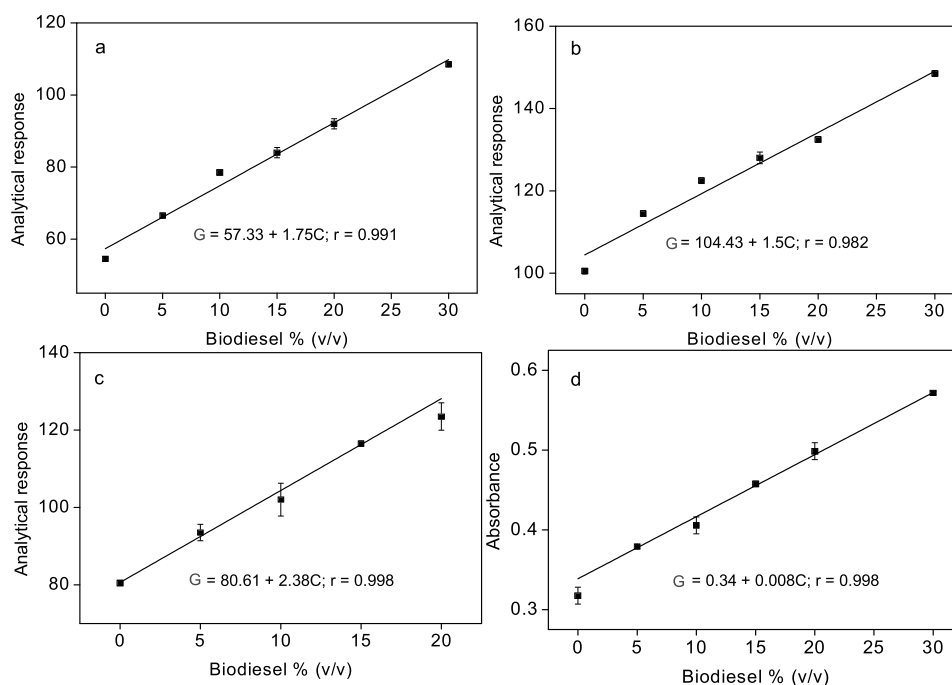 a
120
100
80
60
Analytical response
G = 57.33 + 1.75C; r = 0.991
0 5 10 15 20 25 30
Biodiesel % (v/v)
b
160
140
120
100
Analytical response
G = 104.43 + 1.5C; r = 0.982
0 5 10 15 20 25 30
Biodiesel % (v/v)
c
140
120
100
80
Analytical response
G = 80.61 + 2.38C; r = 0.998
0 5 10 15 20
Biodiesel % (v/v)
d
0.6
0.5
0.4
0.3
Absorbance
G = 0.34 + 0.008C; r = 0.998
0 5 10 15 20 25 30
Biodiesel % (v/v)